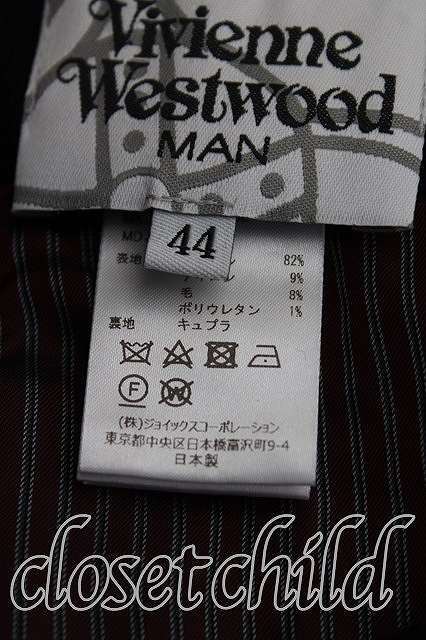 Vivienne
Westwood
MAN
44
表地 82%
9%
毛 8%
ポリウレタン 1%
裏地 キュプラ
F W
(株)ジョイックスコーポレーション
東京都中央区日本橋富沢町9-4
日本製
closet child